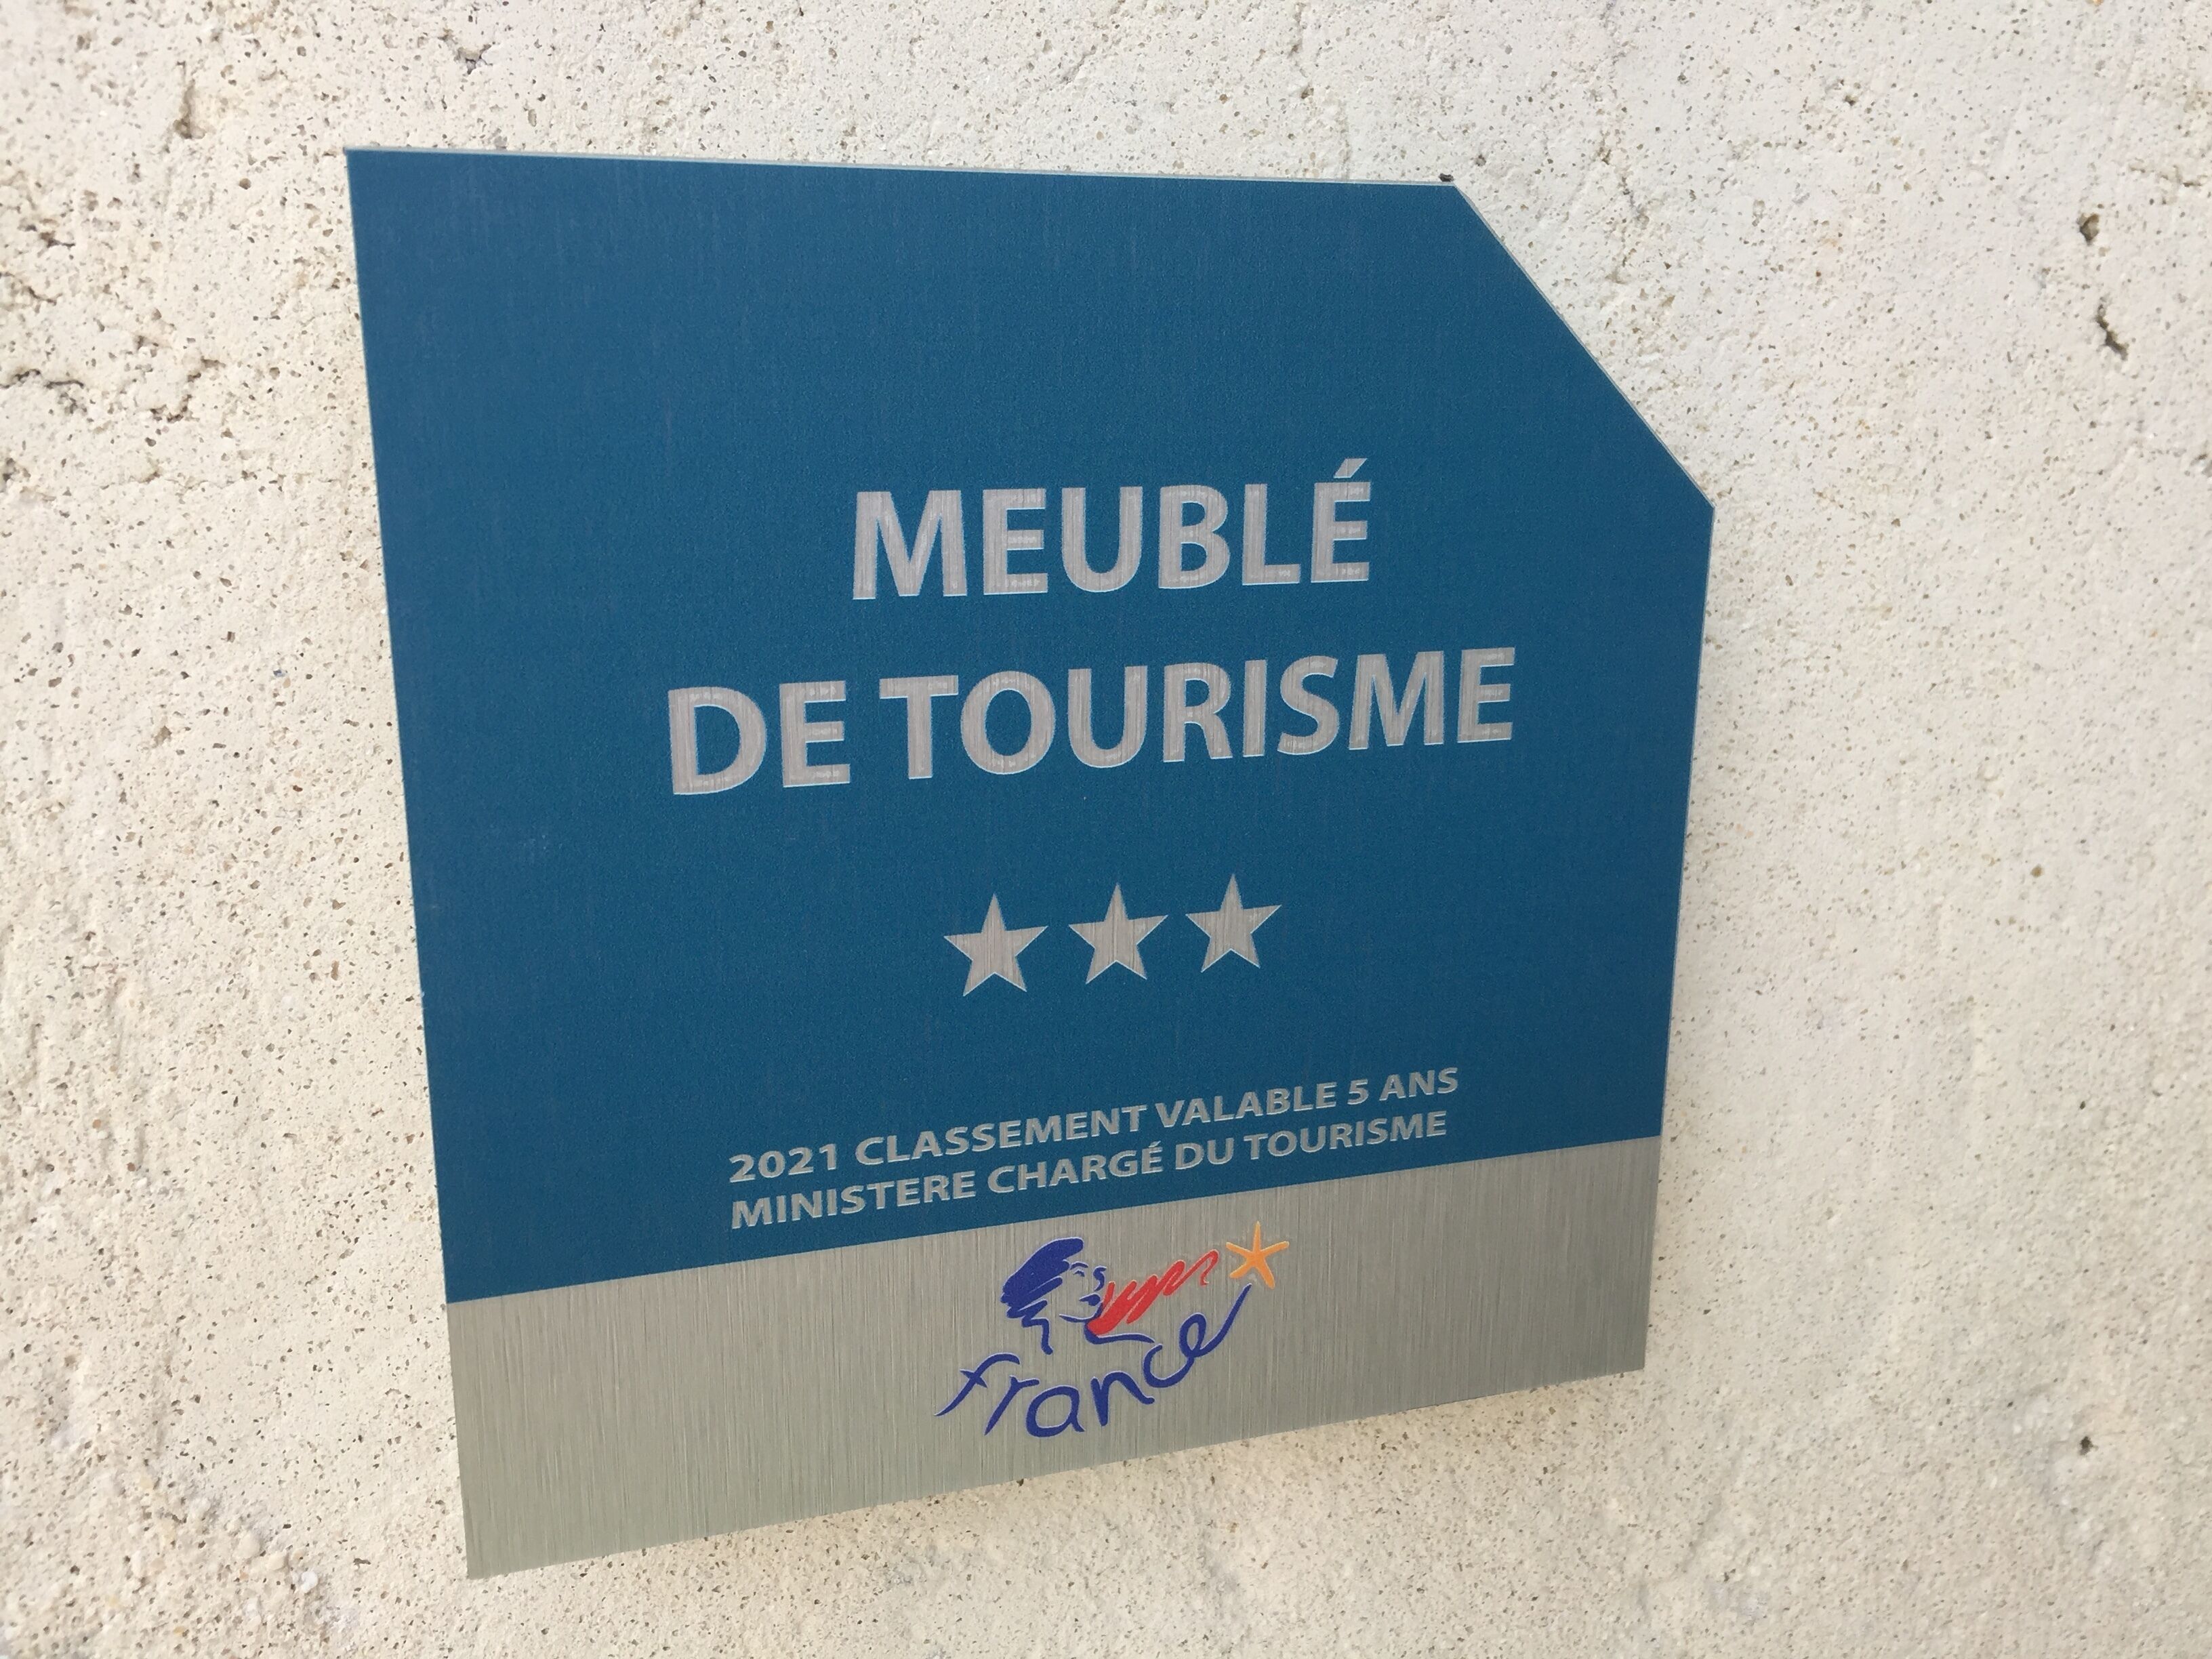 MEUBLÉ
DE TOURISME
2021 CLASSEMENT VALABLE 5 ANS
MINISTERE CHARGÉ DU TOURISME
france